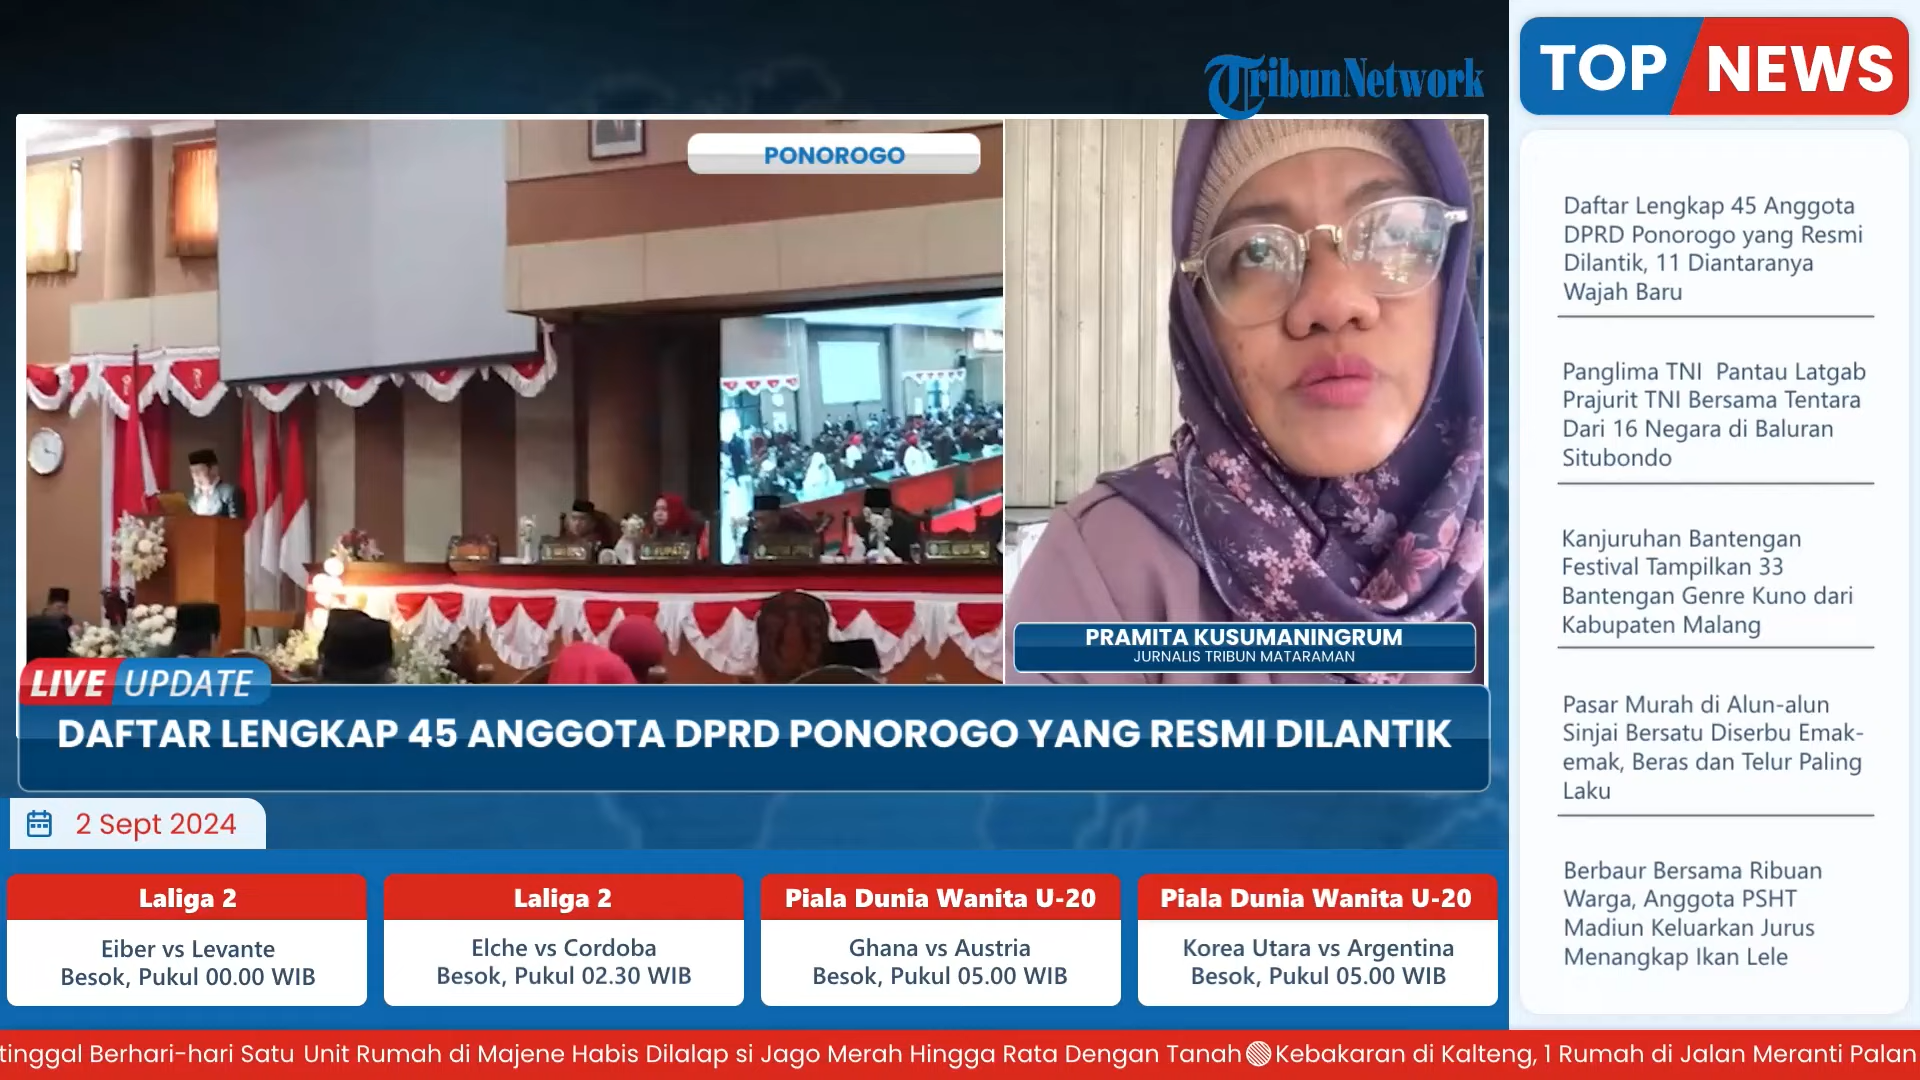 TribunNetwork
PONOROGO
PRAMITA KUSUMANINGRUM
JURNALIS TRIBUN MATARAMAN
LIVE UPDATE
DAFTAR LENGKAP 45 ANGGOTA DPRD PONOROGO YANG RESMI DILANTIK
2 Sept 2024
Laliga 2
Eiber vs Levante
Besok, Pukul 00.00 WIB
Laliga 2
Elche vs Cordoba
Besok, Pukul 02.30 WIB
Piala Dunia Wanita U-20
Ghana vs Austria
Besok, Pukul 05.00 WIB
Piala Dunia Wanita U-20
Korea Utara vs Argentina
Besok, Pukul 05.00 WIB
TOP NEWS
Daftar Lengkap 45 Anggota
DPRD Ponorogo yang Resmi
Dilantik, 11 Diantaranya
Wajah Baru
Panglima TNI  Pantau Latgab
Prajurit TNI Bersama Tentara
Dari 16 Negara di Baluran
Situbondo
Kanjuruhan Bantengan
Festival Tampilkan 33
Bantengan Genre Kuno dari
Kabupaten Malang
Pasar Murah di Alun-alun
Sinjai Bersatu Diserbu Emak-
emak, Beras dan Telur Paling
Laku
Berbaur Bersama Ribuan
Warga, Anggota PSHT
Madiun Keluarkan Jurus
Menangkap Ikan Lele
tinggal Berhari-hari Satu Unit Rumah di Majene Habis Dilalap si Jago Merah Hingga Rata Dengan Tanah Kebakaran di Kalteng, 1 Rumah di Jalan Meranti Palan